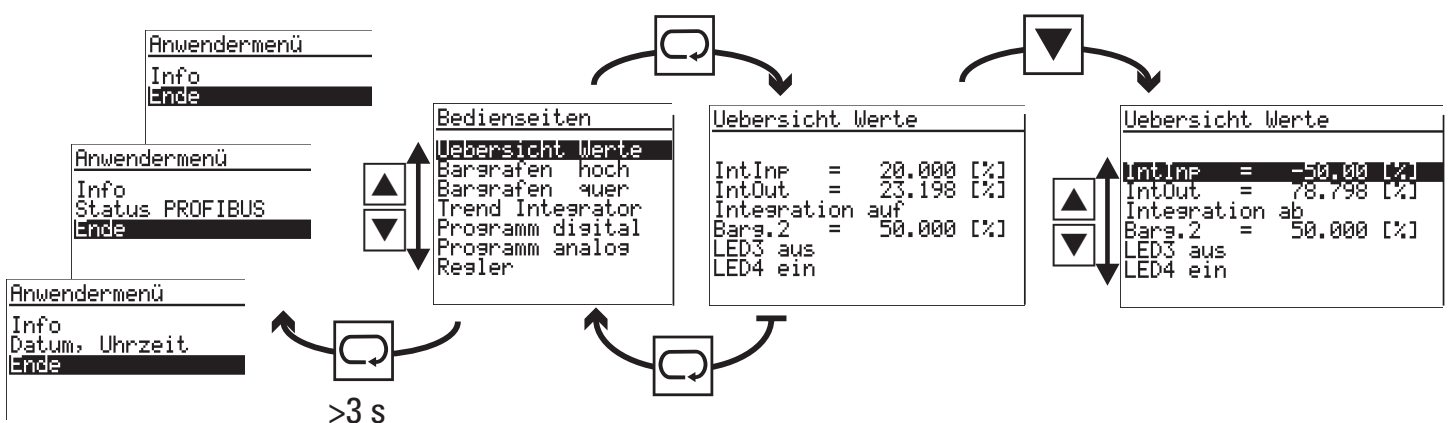 Anwendermenü
Info
Ende
Anwendermenü
Info
Status PROFIBUS
Ende
Anwendermenü
Info
Datum, Uhrzeit
Ende
>3 s
Bedienseiten
Uebersicht Werte
Bargrafen hoch
Bargrafen quer
Trend Integrator
Programm digital
Programm analog
Regler
Uebersicht Werte
IntInp = 20.000 [%]
IntOut = 23.198 [%]
Integration auf
Barg.2 = 50.000 [%]
LED3 aus
LED4 ein
Uebersicht Werte
IntInp = -50.00 [%]
IntOut = 78.798 [%]
Integration ab
Barg.2 = 50.000 [%]
LED3 aus
LED4 ein